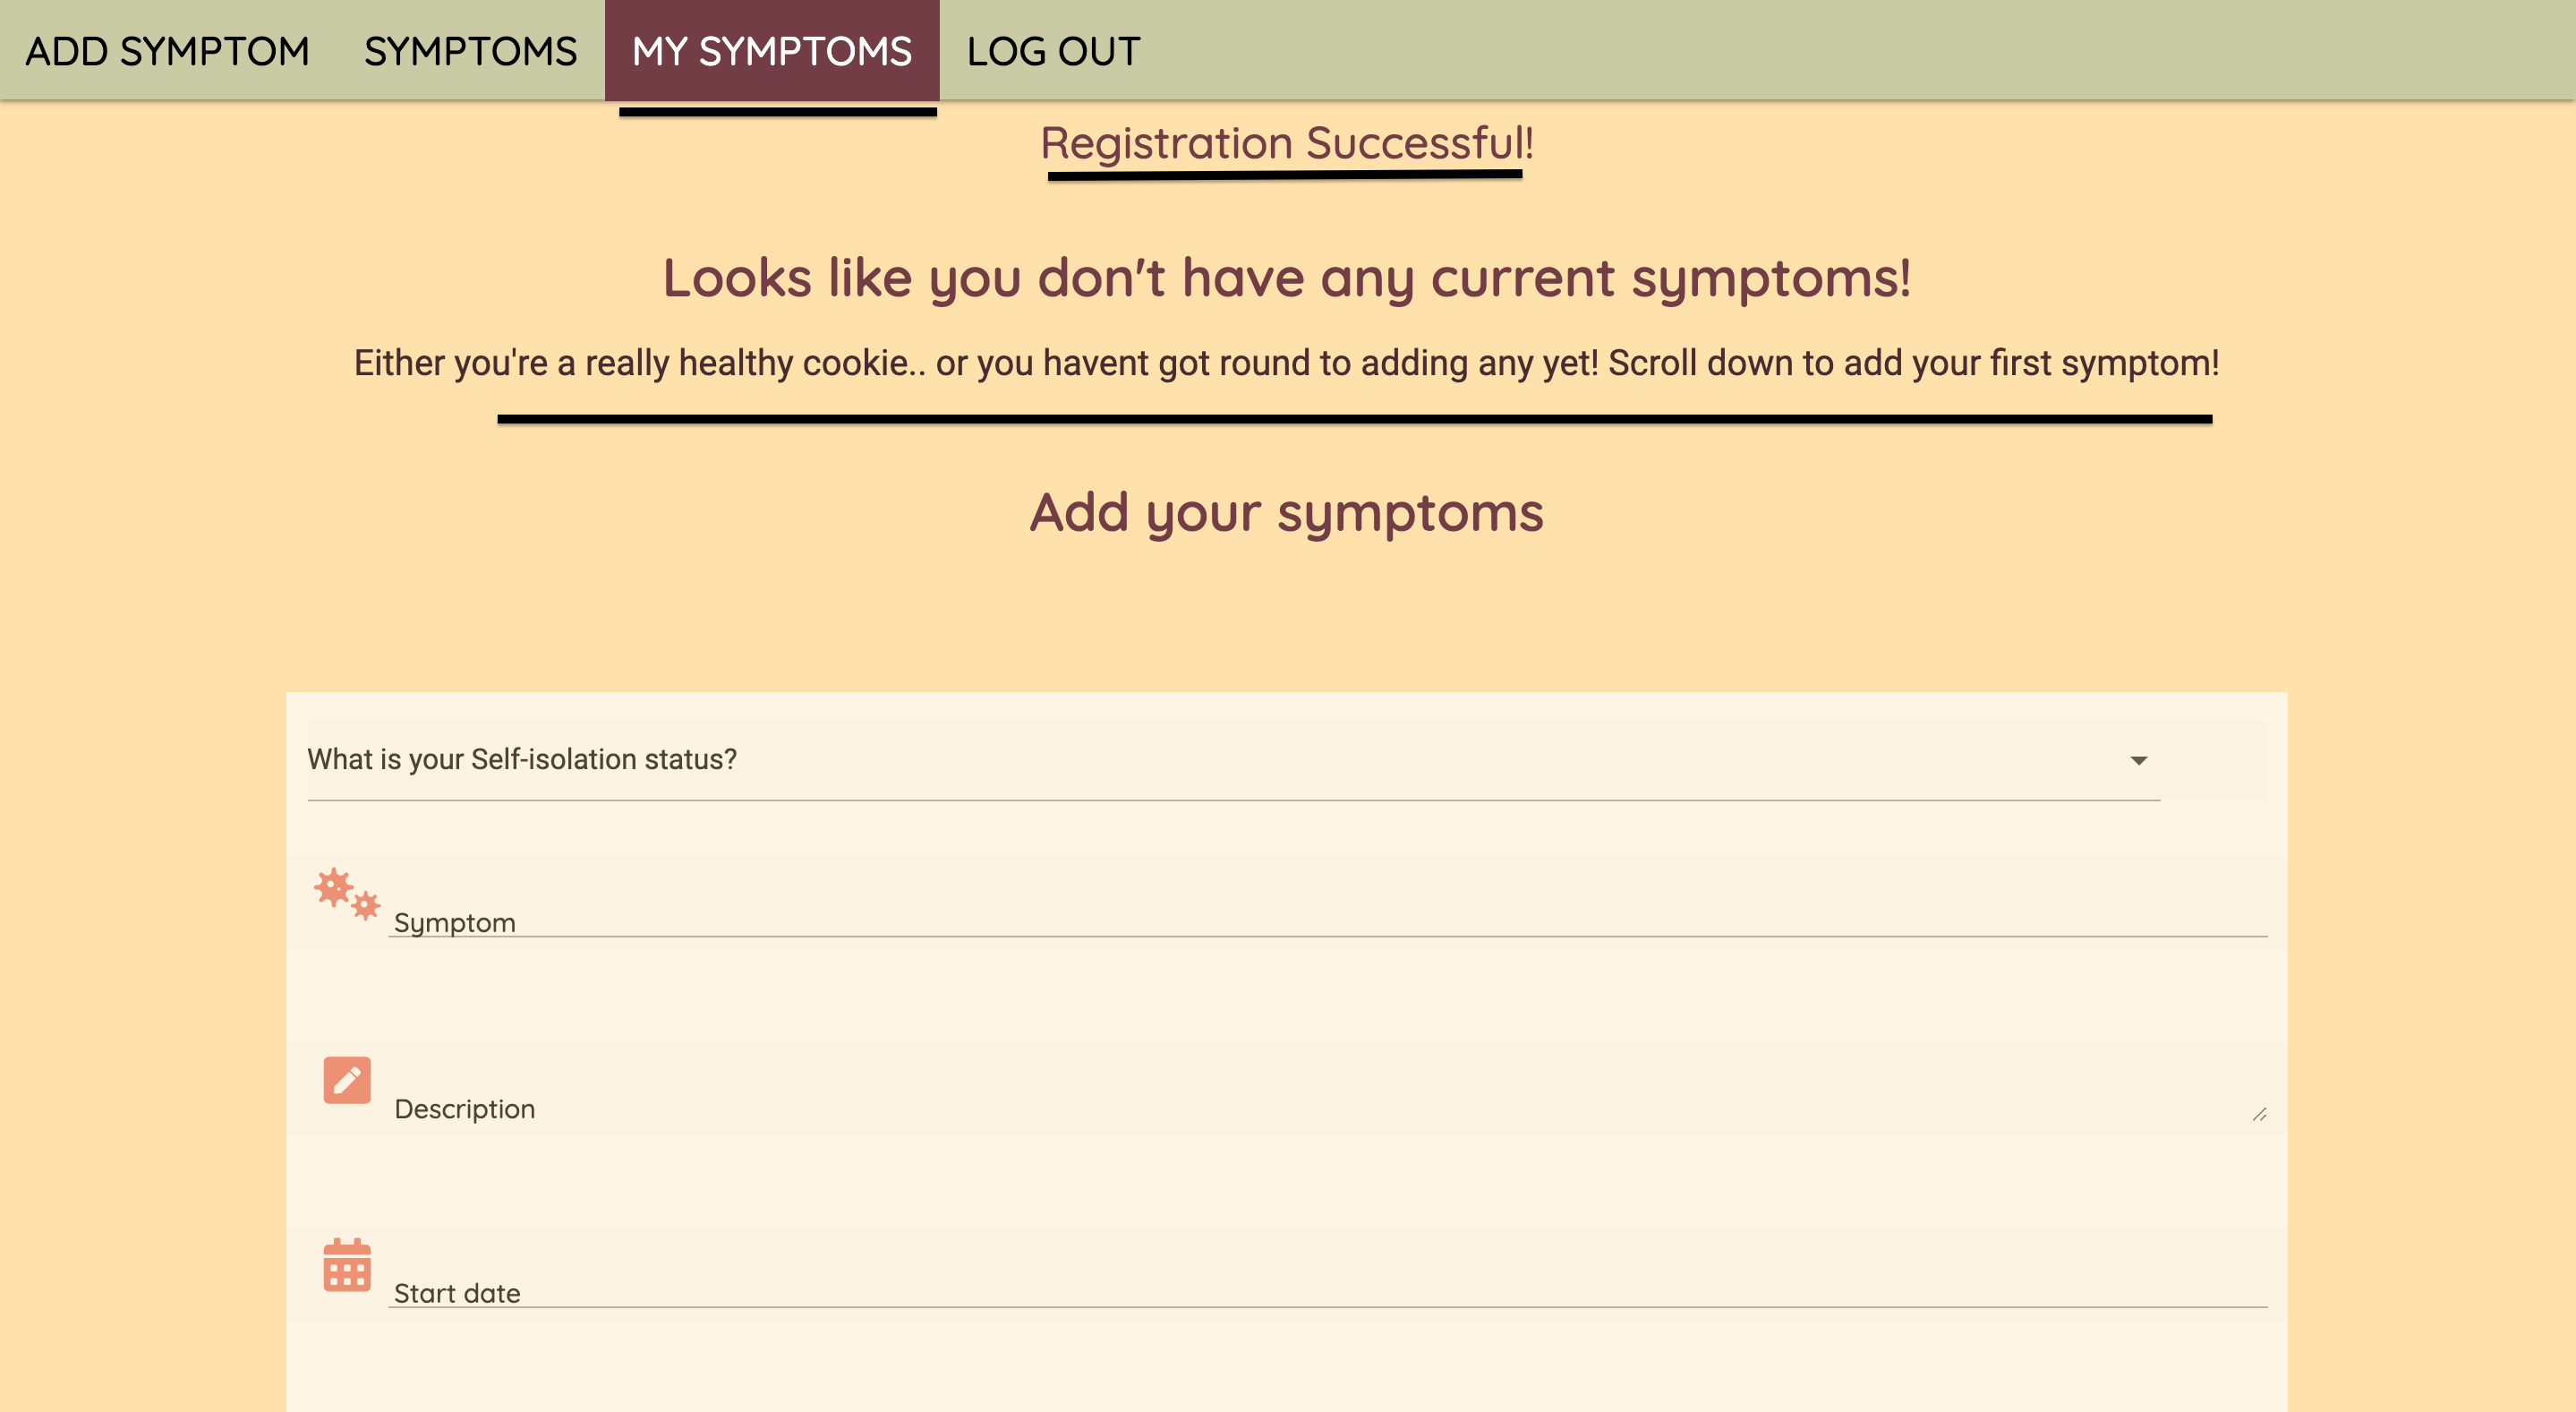 ADD SYMPTOM SYMPTOMS MY SYMPTOMS LOG OUT
Registration Successful!
Looks like you don't have any current symptoms!
Either you're a really healthy cookie.. or you havent got round to adding any yet! Scroll down to add your first symptom!
Add your symptoms
What is your Self-isolation status?
Symptom
Description
Start date